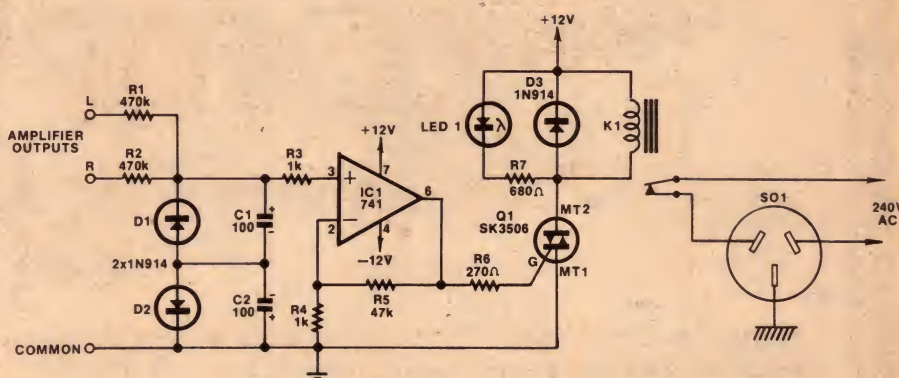 +12V
L
R1
470k
AMPLIFIER
OUTPUTS
R
R2
470k
D1
2x1N914
D2
COMMON
C1
100
+
-
C2
100
-
+
R3
1k
+12V
3
+
7
IC1
741
6
2
-
4
-12V
R4
1k
R5
47k
R6
270Ω
LED 1
λ
D3
1N914
K1
R7
680Ω
Q1
SK3506
MT2
G
MT1
SO1
240V
AC